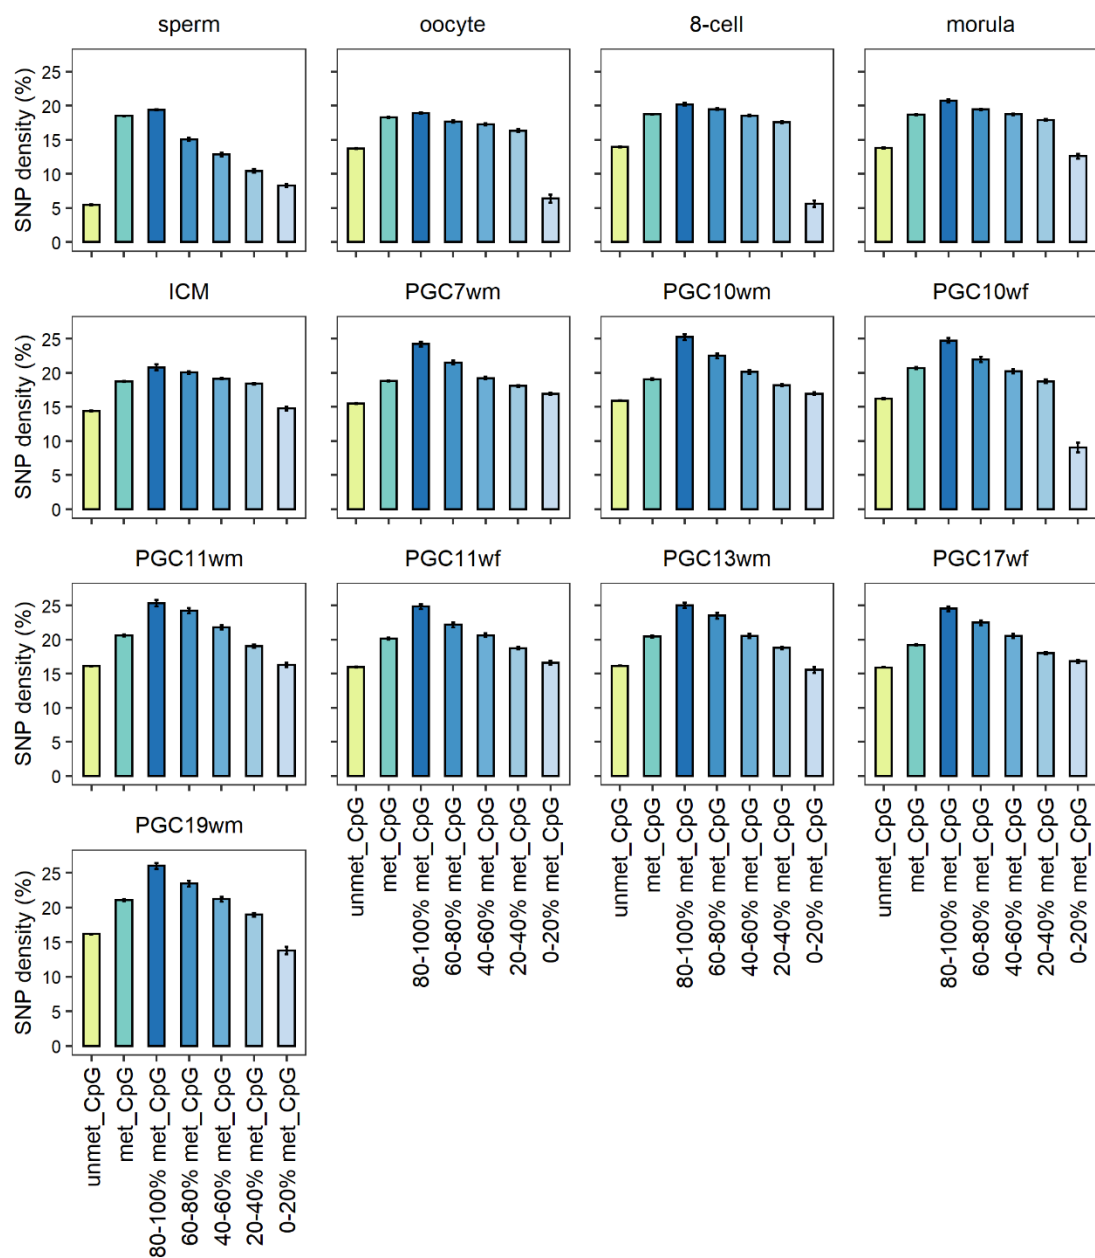 sperm
oocyte
8-cell
morula
SNP density (%)
25
20
15
10
5
0
ICM
PGC7wm
PGC10wm
PGC10wf
SNP density (%)
25
20
15
10
5
0
PGC11wm
PGC11wf
PGC13wm
PGC17wf
SNP density (%)
25
20
15
10
5
0
unmet_CpG
met_CpG
80-100% met_CpG
60-80% met_CpG
40-60% met_CpG
20-40% met_CpG
0-20% met_CpG
unmet_CpG
met_CpG
80-100% met_CpG
60-80% met_CpG
40-60% met_CpG
20-40% met_CpG
0-20% met_CpG
unmet_CpG
met_CpG
80-100% met_CpG
60-80% met_CpG
40-60% met_CpG
20-40% met_CpG
0-20% met_CpG
PGC19wm
SNP density (%)
25
20
15
10
5
0
unmet_CpG
met_CpG
80-100% met_CpG
60-80% met_CpG
40-60% met_CpG
20-40% met_CpG
0-20% met_CpG